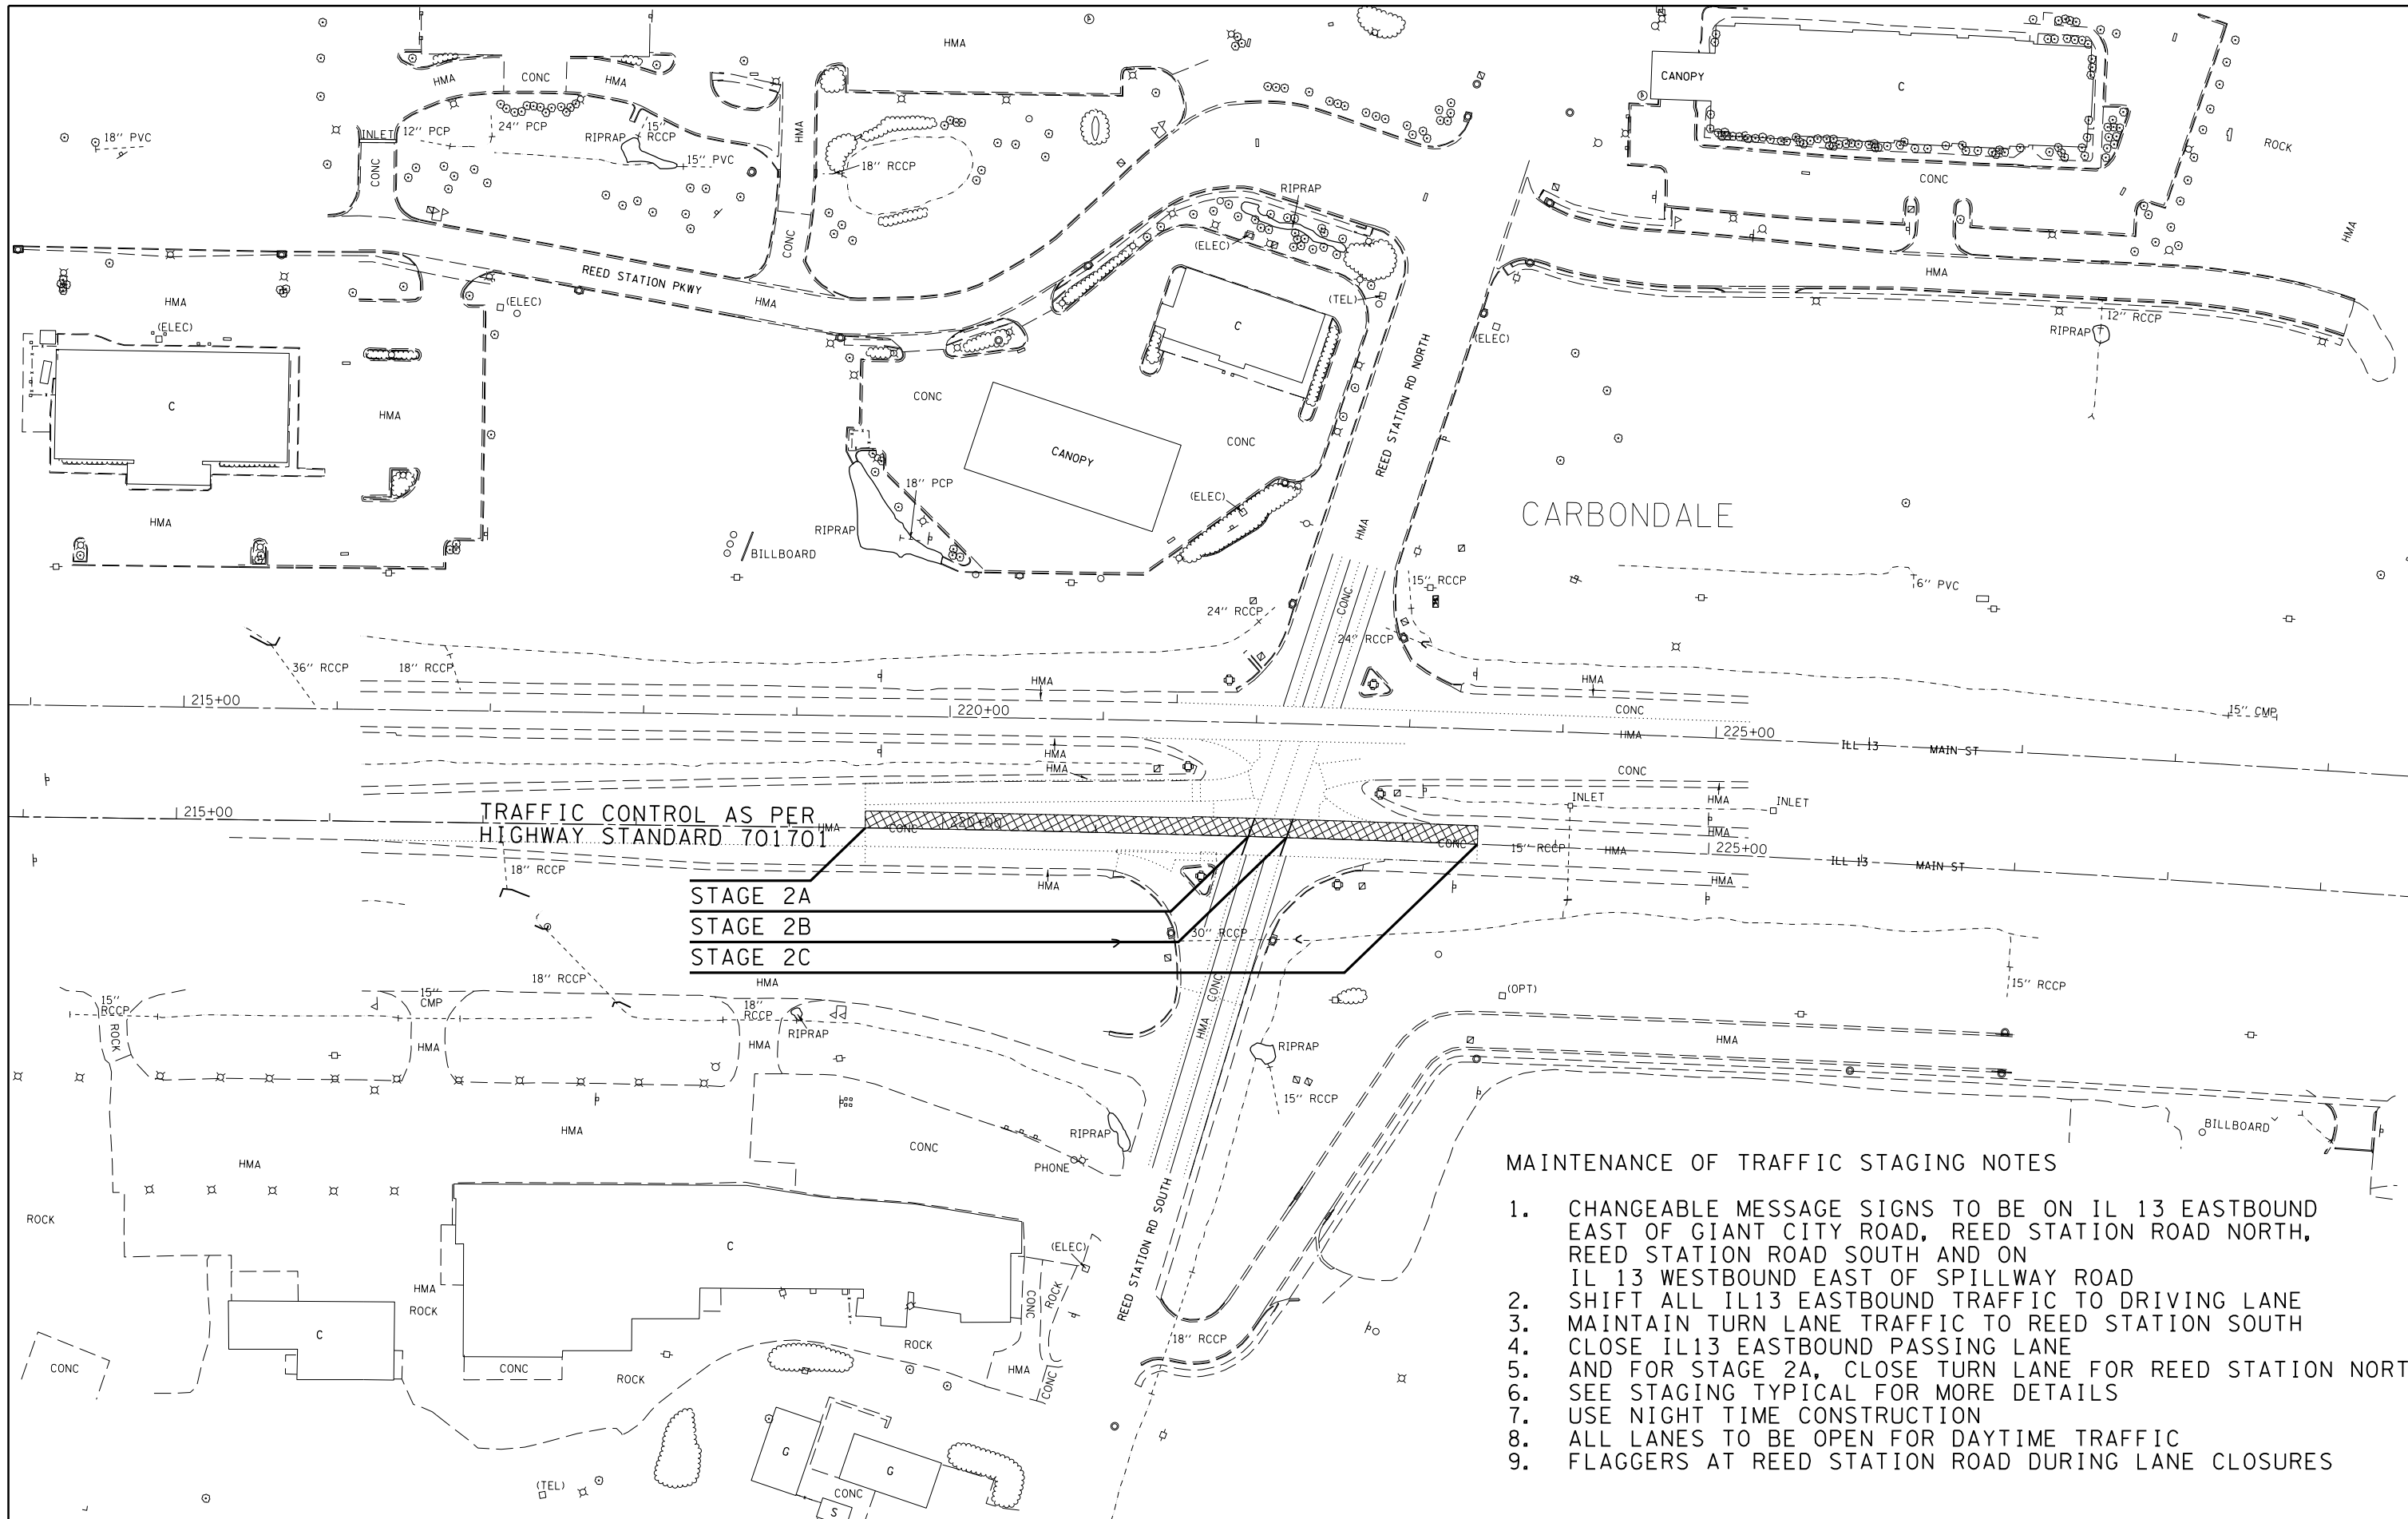 HMA
HMA
CONC
HMA
CANOPY
C
18'' PVC
INLET
12'' PCP
24'' PCP
RIPRAP
15''
RCCP
15'' PVC
HMA
18'' RCCP
CONC
ROCK
CONC
RIPRAP
CONC
(ELEC)
HMA
REED STATION PKWY
HMA
HMA
HMA
(ELEC)
(TEL)
(ELEC)
C
12'' RCCP
RIPRAP
(ELEC)
REED STATION RD NORTH
C
HMA
CONC
CONC
CANOPY
HMA
18'' PCP
(ELEC)
RIPRAP
BILLBOARD
HMA
CARBONDALE
15'' RCCP
6'' PVC
CONC
24'' RCCP
24'' RCCP
36'' RCCP
18'' RCCP
HMA
HMA
215+00
220+00
CONC
15'' CMP
HMA
225+00
ILL 13
MAIN ST
HMA
HMA
CONC
215+00
TRAFFIC CONTROL AS PER
HIGHWAY STANDARD 701701
HMA
CONC
220+00
INLET
HMA
INLET
HMA
CONC
15'' RCCP
HMA
225+00
ILL 13
MAIN ST
18'' RCCP
HMA
HMA
STAGE 2A
STAGE 2B
30'' RCCP
STAGE 2C
18'' RCCP
HMA
CONC
(OPT)
15'' RCCP
15''
RCCP
15''
CMP
18''
RCCP
RIPRAP
ROCK
HMA
HMA
HMA
RIPRAP
HMA
15'' RCCP
HMA
HMA
CONC
RIPRAP
PHONE
BILLBOARD
ROCK
REED STATION RD SOUTH
C
(ELEC)
HMA
ROCK
CONC
ROCK
C
ROCK
18'' RCCP
CONC
CONC
ROCK
HMA
CONC
G
G
CONC
S
(TEL)
MAINTENANCE OF TRAFFIC STAGING NOTES
1. CHANGEABLE MESSAGE SIGNS TO BE ON IL 13 EASTBOUND
EAST OF GIANT CITY ROAD, REED STATION ROAD NORTH,
REED STATION ROAD SOUTH AND ON
IL 13 WESTBOUND EAST OF SPILLWAY ROAD
2. SHIFT ALL IL13 EASTBOUND TRAFFIC TO DRIVING LANE
3. MAINTAIN TURN LANE TRAFFIC TO REED STATION SOUTH
4. CLOSE IL13 EASTBOUND PASSING LANE
5. AND FOR STAGE 2A, CLOSE TURN LANE FOR REED STATION NORT
6. SEE STAGING TYPICAL FOR MORE DETAILS
7. USE NIGHT TIME CONSTRUCTION
8. ALL LANES TO BE OPEN FOR DAYTIME TRAFFIC
9. FLAGGERS AT REED STATION ROAD DURING LANE CLOSURES